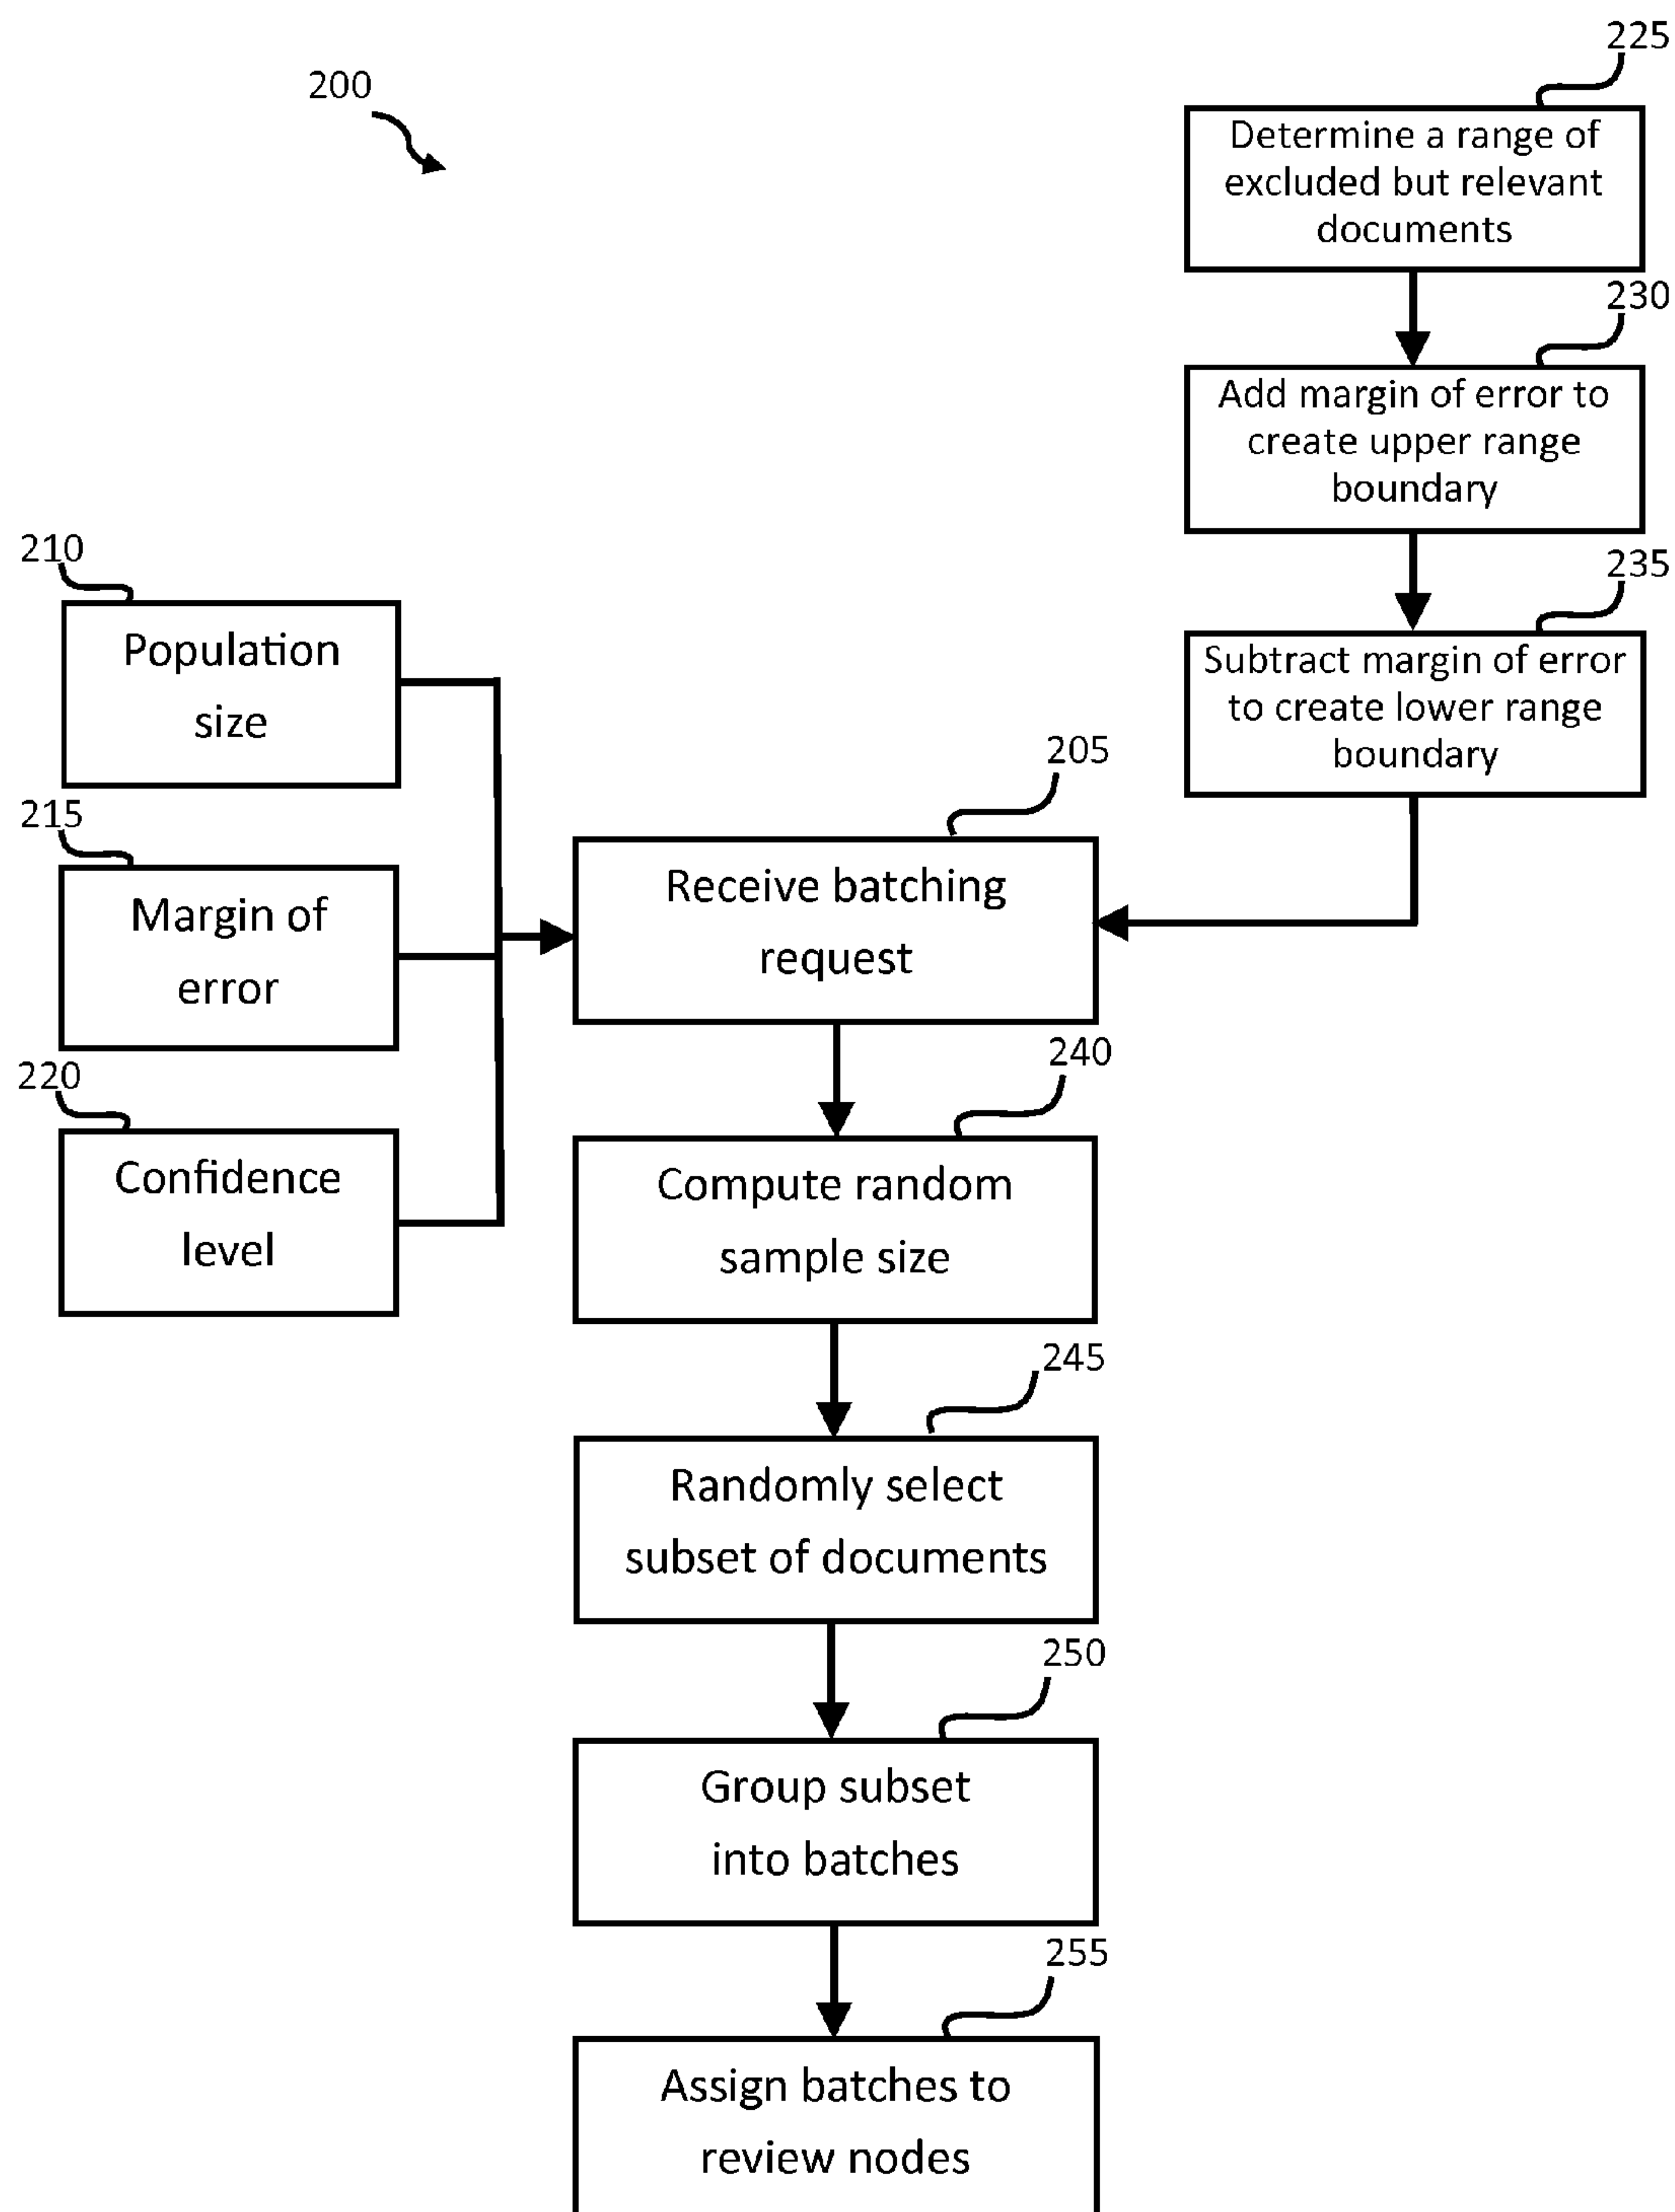 225
200
Determine a range of
excluded but relevant
documents
230
Add margin of error to
create upper range
boundary
210
235
Population
size
Subtract margin of error
to create lower range
boundary
215
205
Margin of
error
Receive batching
request
220
240
Confidence
level
Compute random
sample size
245
Randomly select
subset of documents
250
Group subset
into batches
255
Assign batches to
review nodes